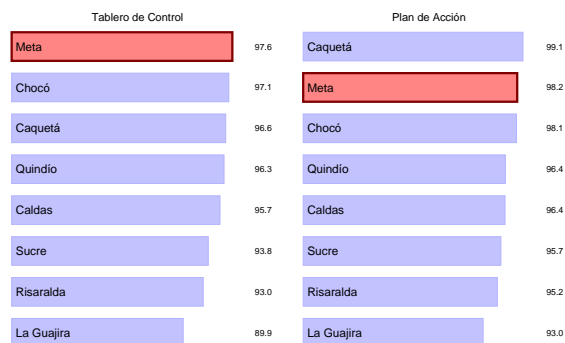 Tablero de Control
Meta 97.6
Chocó 97.1
Caquetá 96.6
Quindío 96.3
Caldas 95.7
Sucre 93.8
Risaralda 93.0
La Guajira 89.9
Plan de Acción
Caquetá 99.1
Meta 98.2
Chocó 98.1
Quindío 96.4
Caldas 96.4
Sucre 95.7
Risaralda 95.2
La Guajira 93.0